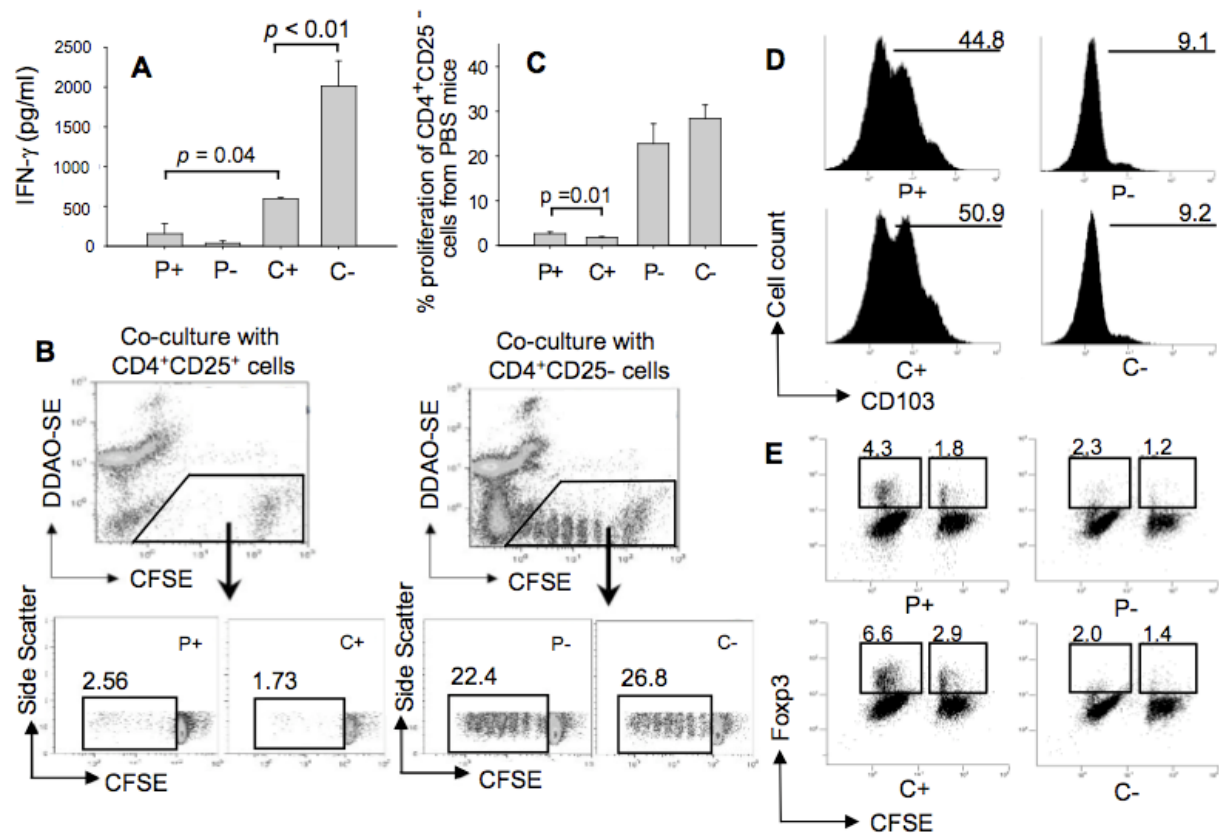 A
IFN-γ (pg/ml)
2500
2000
1500
1000
500
0
p < 0.01
p = 0.04
P+ P- C+ C-
C
% proliferation of CD4+CD25-
cells from PBS mice
40
30
20
10
0
p =0.01
P+ C+ P- C-
D
44.8
P+
9.1
P-
50.9
C+
9.2
C-
Cell count
CD103
B
Co-culture with
CD4+CD25+ cells
DDAO-SE
CFSE
Co-culture with
CD4+CD25- cells
DDAO-SE
CFSE
Side Scatter
P+
2.56
C+
1.73
CFSE
Side Scatter
P-
22.4
C-
26.8
CFSE
E
4.3 1.8
P+
2.3 1.2
P-
6.6 2.9
C+
2.0 1.4
C-
Foxp3
CFSE